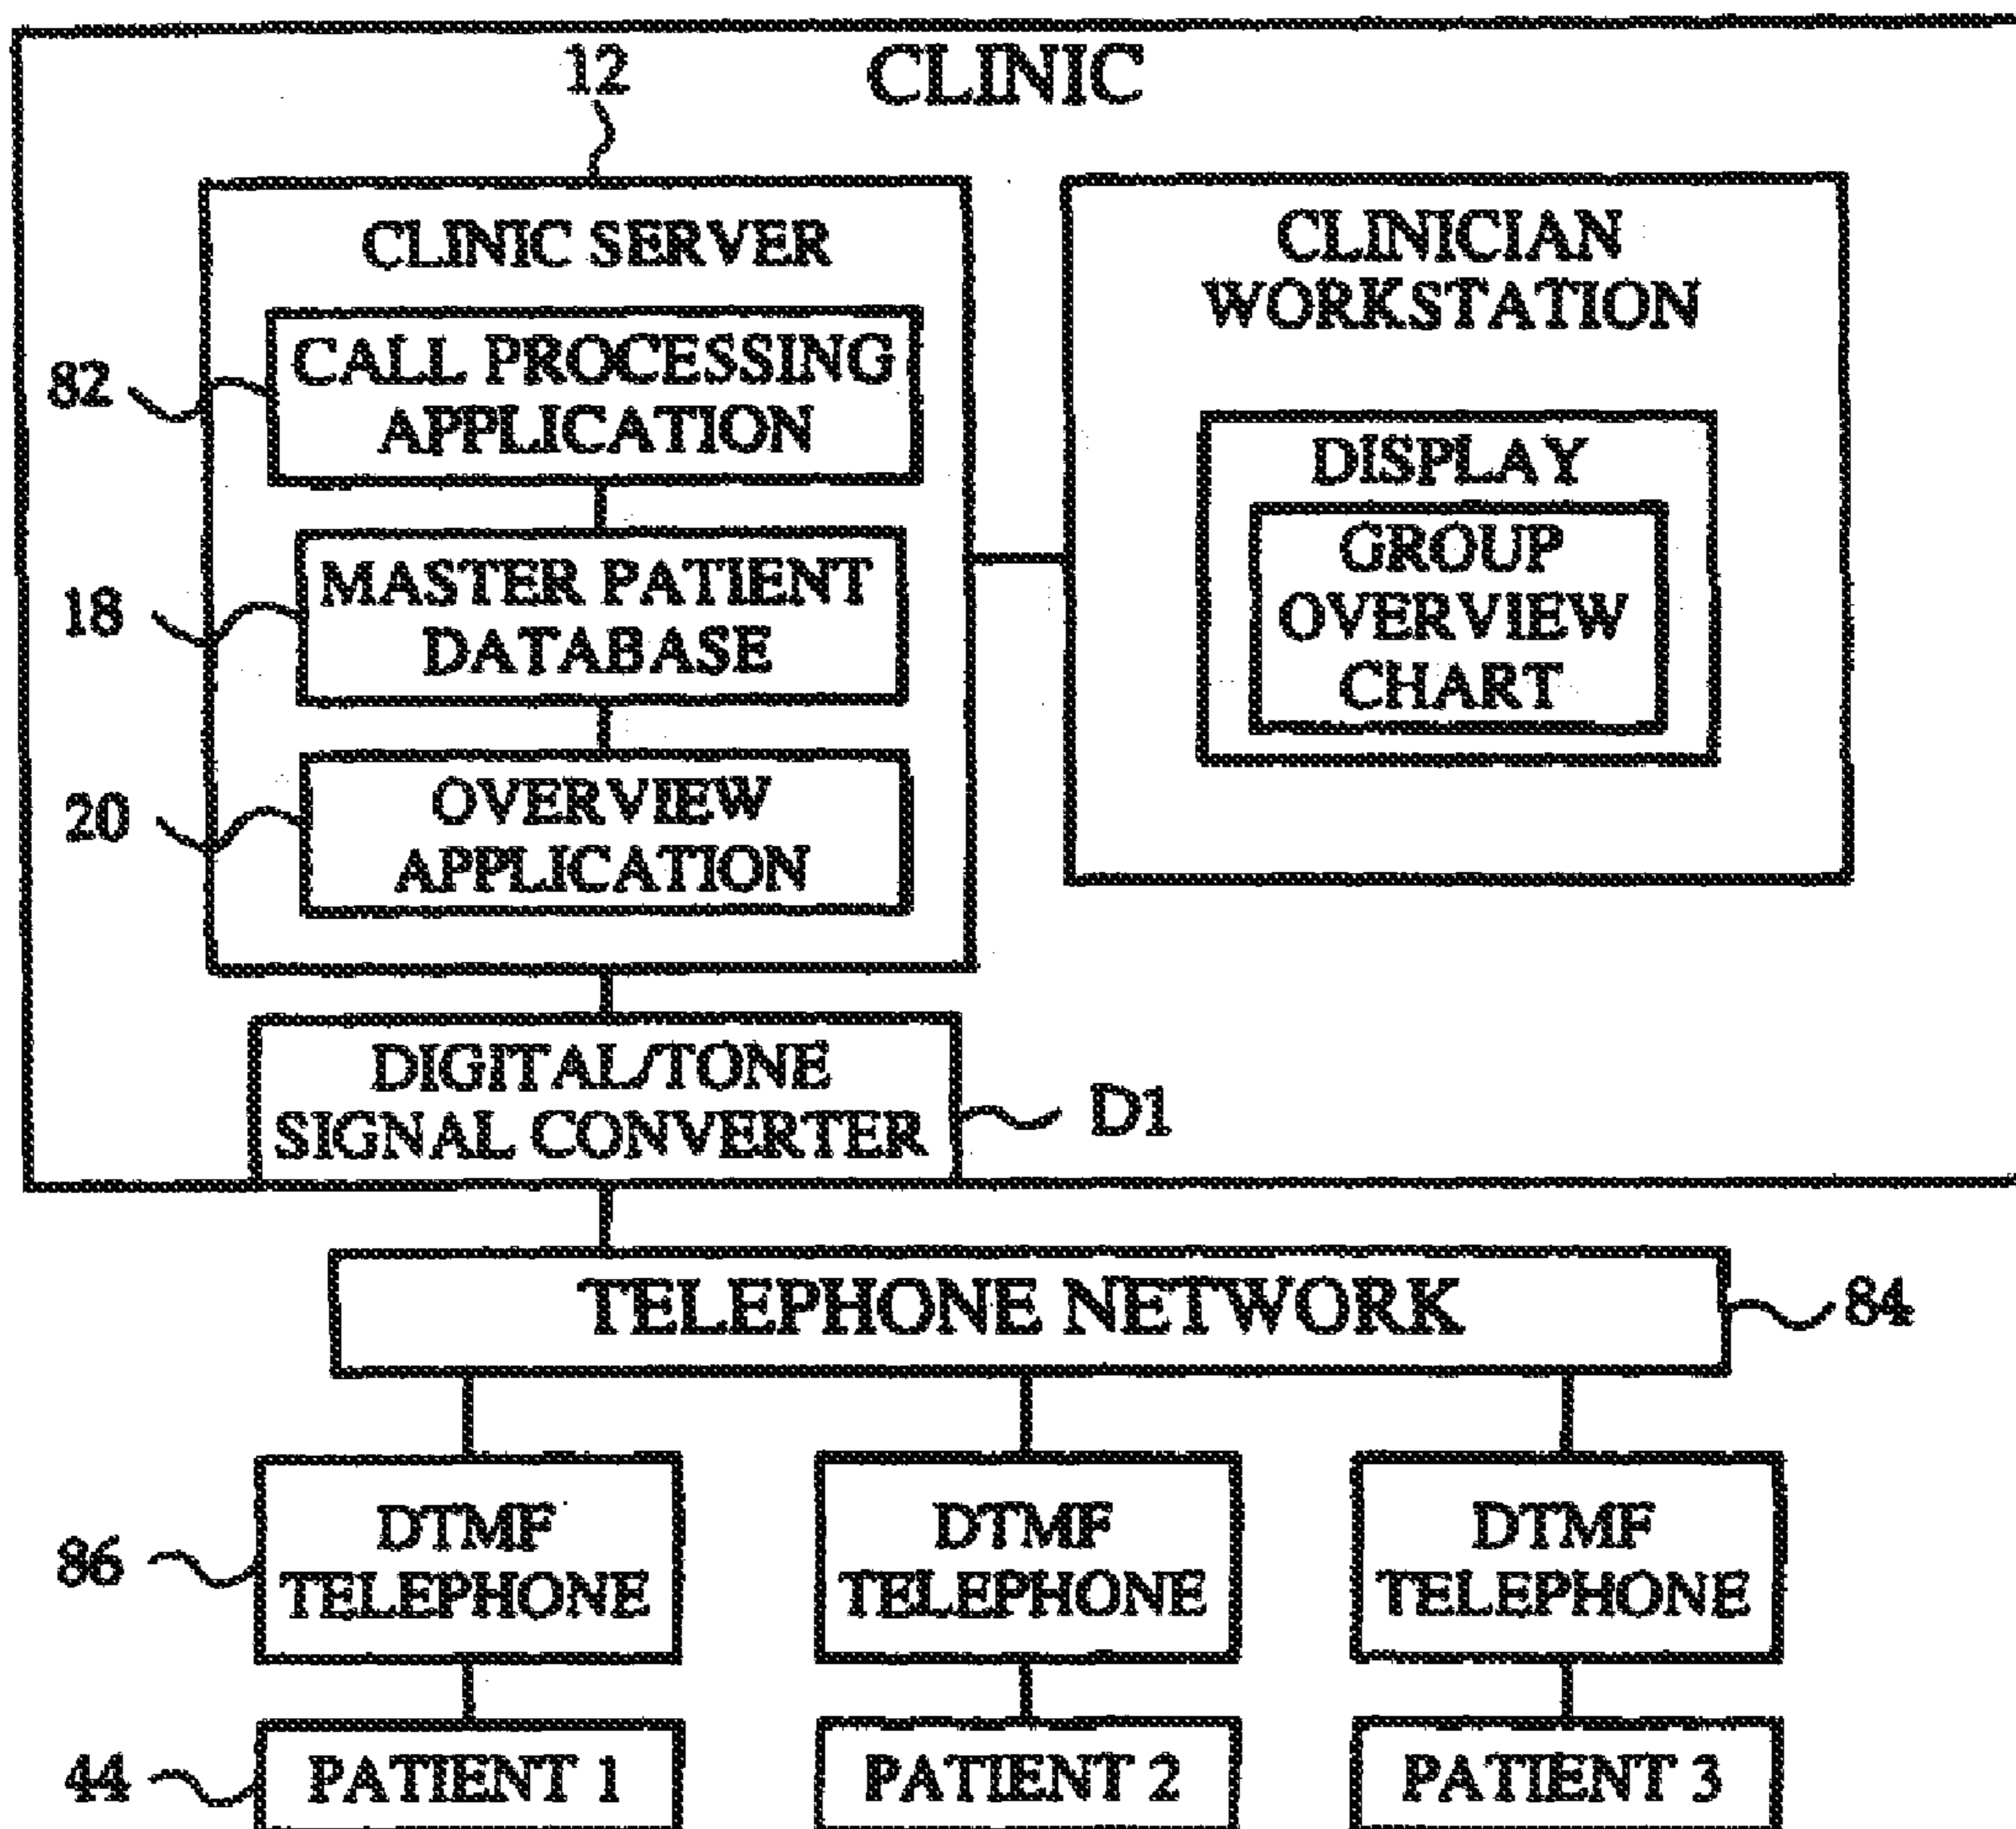 CLINIC
12
CLINIC SERVER
82
CALL PROCESSING
APPLICATION
18
MASTER PATIENT
DATABASE
20
OVERVIEW
APPLICATION
CLINICIAN
WORKSTATION
DISPLAY
GROUP
OVERVIEW
CHART
DIGITAL/TONE
SIGNAL CONVERTER
D1
TELEPHONE NETWORK
84
86
DTMF
TELEPHONE
DTMF
TELEPHONE
DTMF
TELEPHONE
44
PATIENT 1
PATIENT 2
PATIENT 3